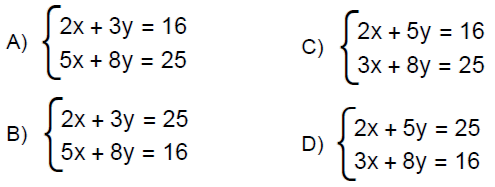 A) 2x + 3y = 16
5x + 8y = 25
B) 2x + 3y = 25
5x + 8y = 16
C) 2x + 5y = 16
3x + 8y = 25
D) 2x + 5y = 25
3x + 8y = 16